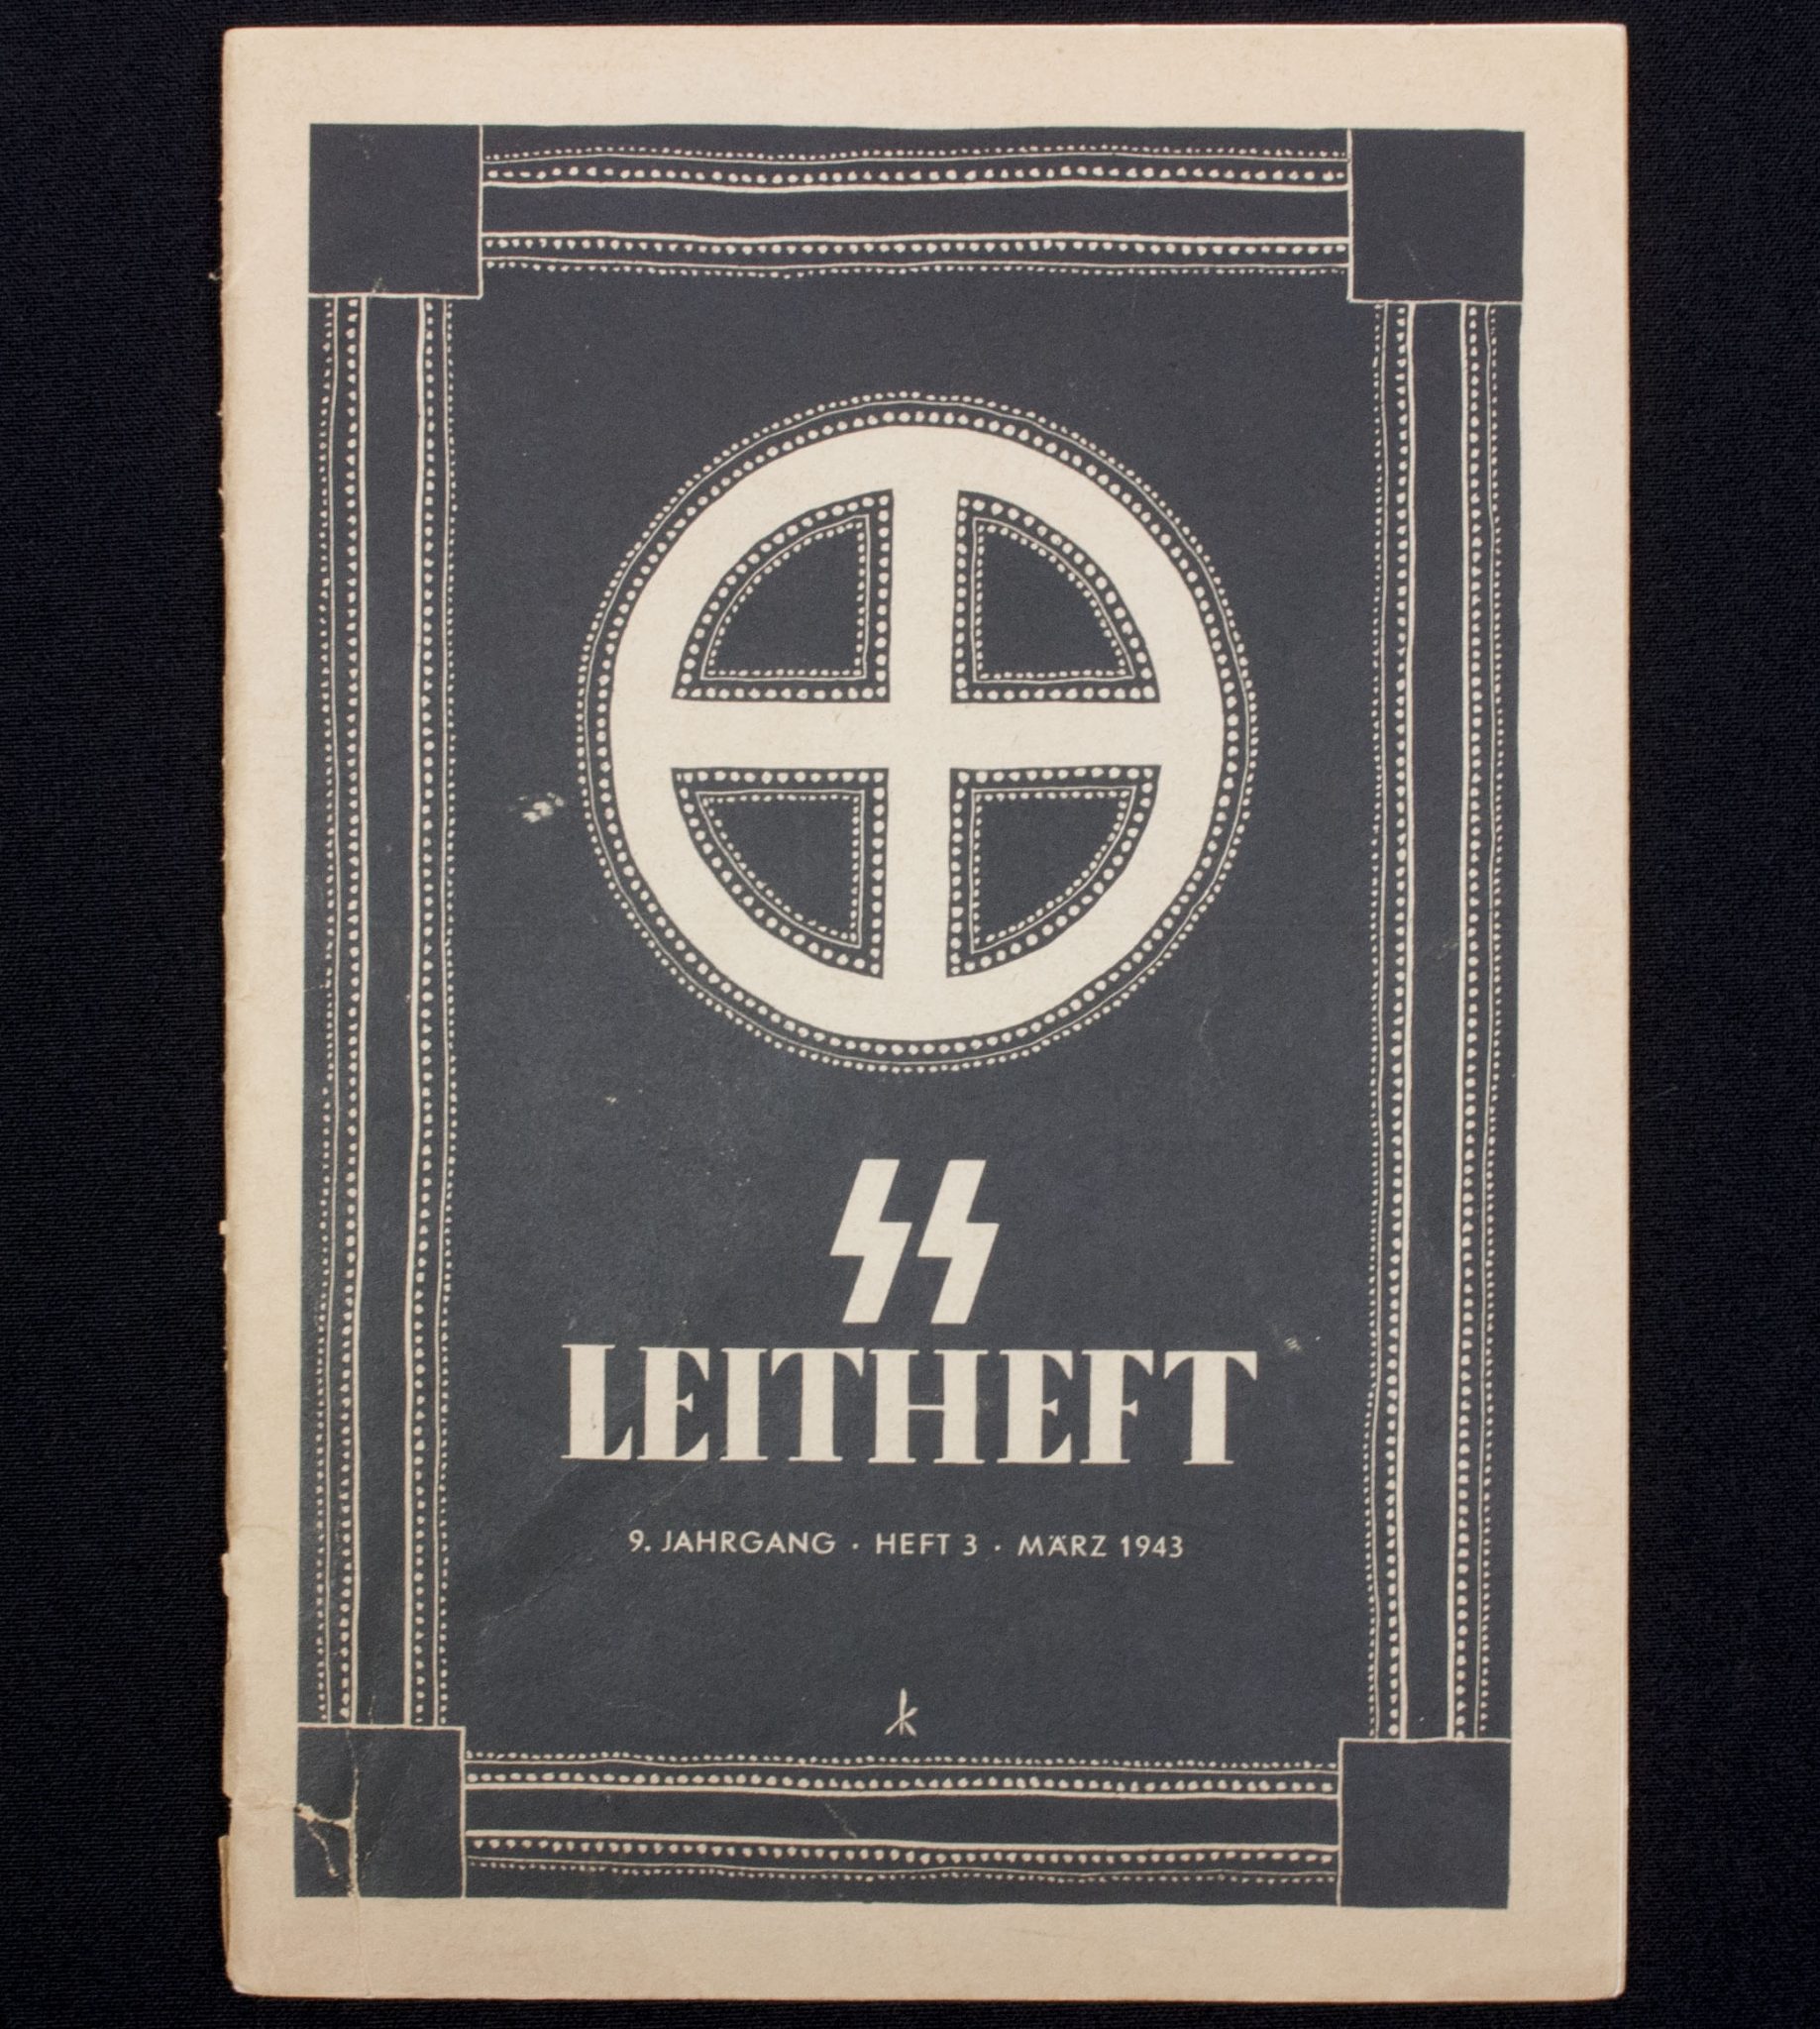 SS
LEITHEFT
9. JAHRGANG · HEFT 3 · MÄRZ 1943
k